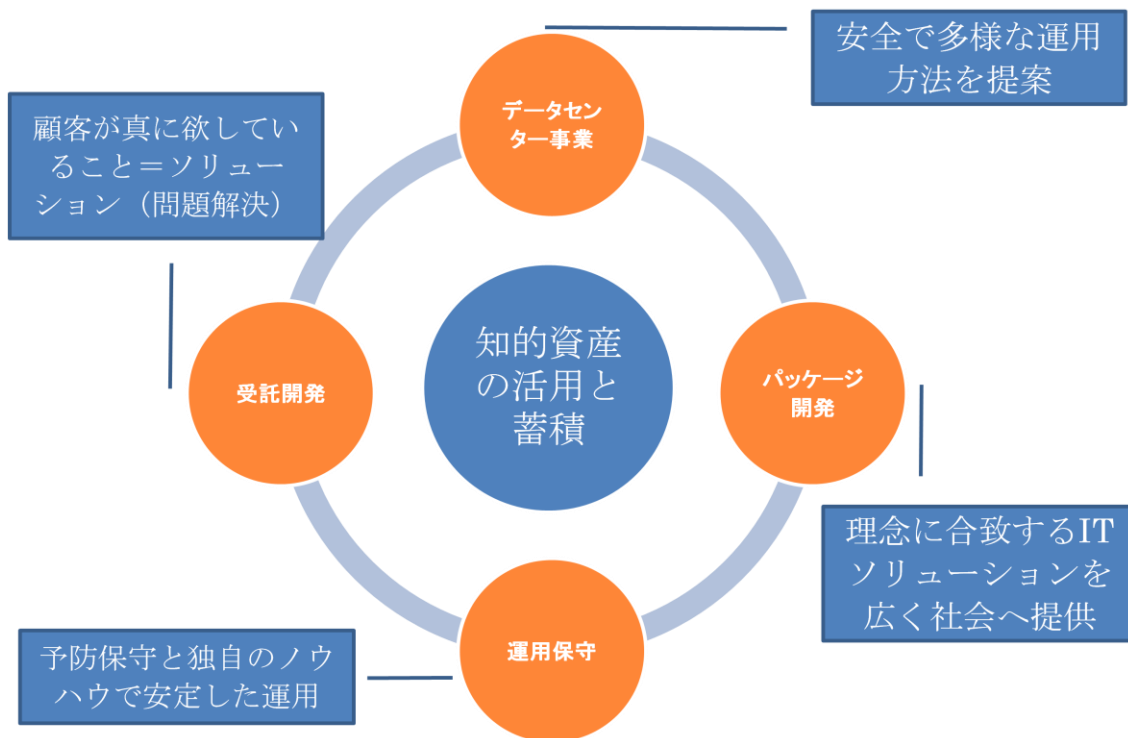 安全で多様な運用
方法を提案
データセン
ター事業
顧客が真に欲してい
ること＝ソリュー
ション（問題解決）
知的資産
の活用と
蓄積
受託開発
パッケージ
開発
理念に合致するIT
ソリューションを
広く社会へ提供
運用保守
予防保守と独自のノウ
ハウで安定した運用